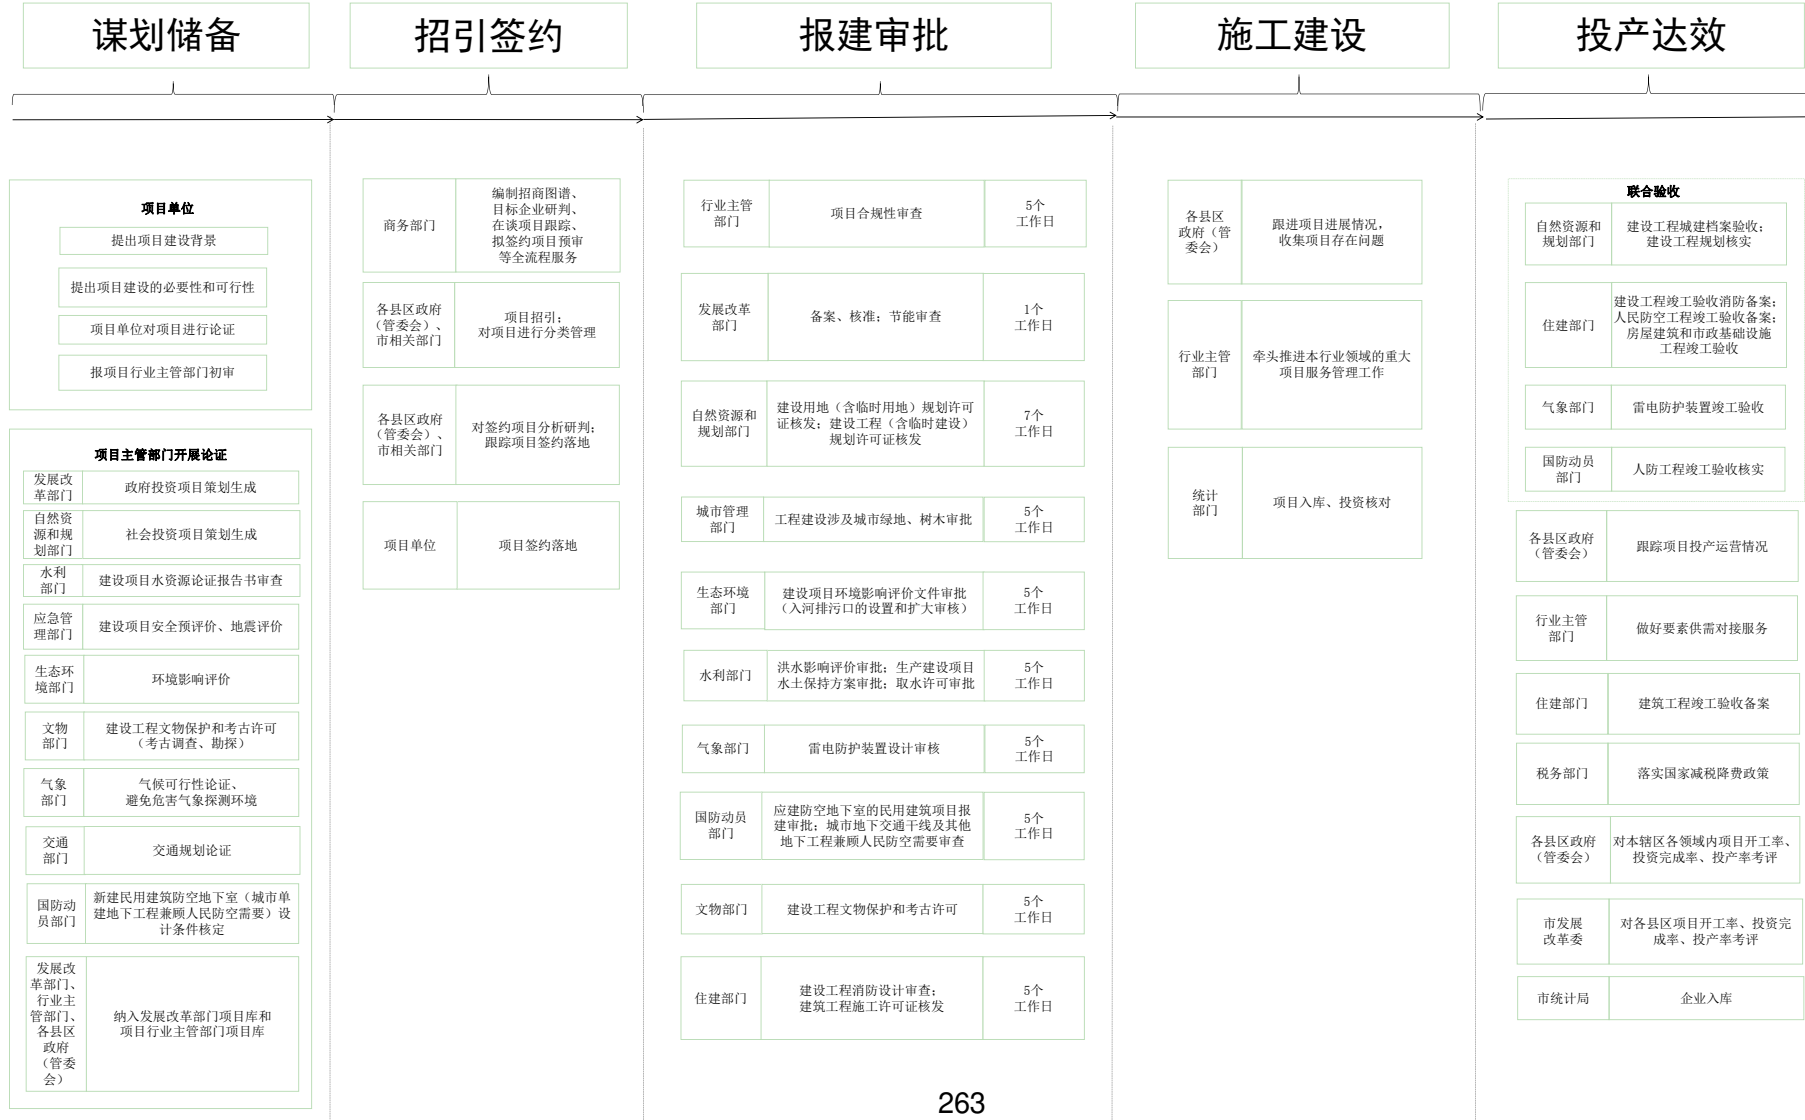 谋划储备
招引签约
报建审批
施工建设
投产达效
项目单位
提出项目建设背景
提出项目建设的必要性和可行性
项目单位对项目进行论证
报项目行业主管部门初审
项目主管部门开展论证
发展改
革部门
政府投资项目策划生成
自然资
源和规
划部门
社会投资项目策划生成
水利
部门
建设项目水资源论证报告书审查
应急管
理部门
建设项目安全预评价、地震评价
生态环
境部门
环境影响评价
文物
部门
建设工程文物保护和考古许可
（考古调查、勘探）
气象
部门
气候可行性论证、
避免危害气象探测环境
交通
部门
交通规划论证
国防动
员部门
新建民用建筑防空地下室（城市单
建地下工程兼顾人民防空需要）设
计条件核定
发展改
革部门、
行业主
管部门、
各县区
政府
（管委
会）
纳入发展改革部门项目库和
项目行业主管部门项目库
商务部门
编制招商图谱、
目标企业研判、
在谈项目跟踪、
拟签约项目预审
等全流程服务
各县区政府
（管委会）、
市相关部门
项目招引；
对项目进行分类管理
各县区政府
（管委会）、
市相关部门
对签约项目分析研判；
跟踪项目签约落地
项目单位
项目签约落地
行业主管
部门
项目合规性审查
5个
工作日
发展改革
部门
备案、核准；节能审查
1个
工作日
自然资源和
规划部门
建设用地（含临时用地）规划许可
证核发；建设工程（含临时建设）
规划许可证核发
7个
工作日
城市管理
部门
工程建设涉及城市绿地、树木审批
5个
工作日
生态环境
部门
建设项目环境影响评价文件审批
（入河排污口的设置和扩大审核）
5个
工作日
水利部门
洪水影响评价审批；生产建设项目
水土保持方案审批；取水许可审批
5个
工作日
气象部门
雷电防护装置设计审核
5个
工作日
国防动员
部门
应建防空地下室的民用建筑项目报
建审批；城市地下交通干线及其他
地下工程兼顾人民防空需要审查
5个
工作日
文物部门
建设工程文物保护和考古许可
5个
工作日
住建部门
建设工程消防设计审查；
建筑工程施工许可证核发
5个
工作日
各县区
政府（管
委会）
跟进项目进展情况，
收集项目存在问题
行业主管
部门
牵头推进本行业领域的重大
项目服务管理工作
统计
部门
项目入库、投资核对
联合验收
自然资源和
规划部门
建设工程城建档案验收；
建设工程规划核实
住建部门
建设工程竣工验收消防备案；
人民防空工程竣工验收备案；
房屋建筑和市政基础设施
工程竣工验收
气象部门
雷电防护装置竣工验收
国防动员
部门
人防工程竣工验收核实
各县区政府
（管委会）
跟踪项目投产运营情况
行业主管
部门
做好要素供需对接服务
住建部门
建筑工程竣工验收备案
税务部门
落实国家减税降费政策
各县区政府
（管委会）
对本辖区各领域内项目开工率、
投资完成率、投产率考评
市发展
改革委
对各县区项目开工率、投资完
成率、投产率考评
市统计局
企业入库
263